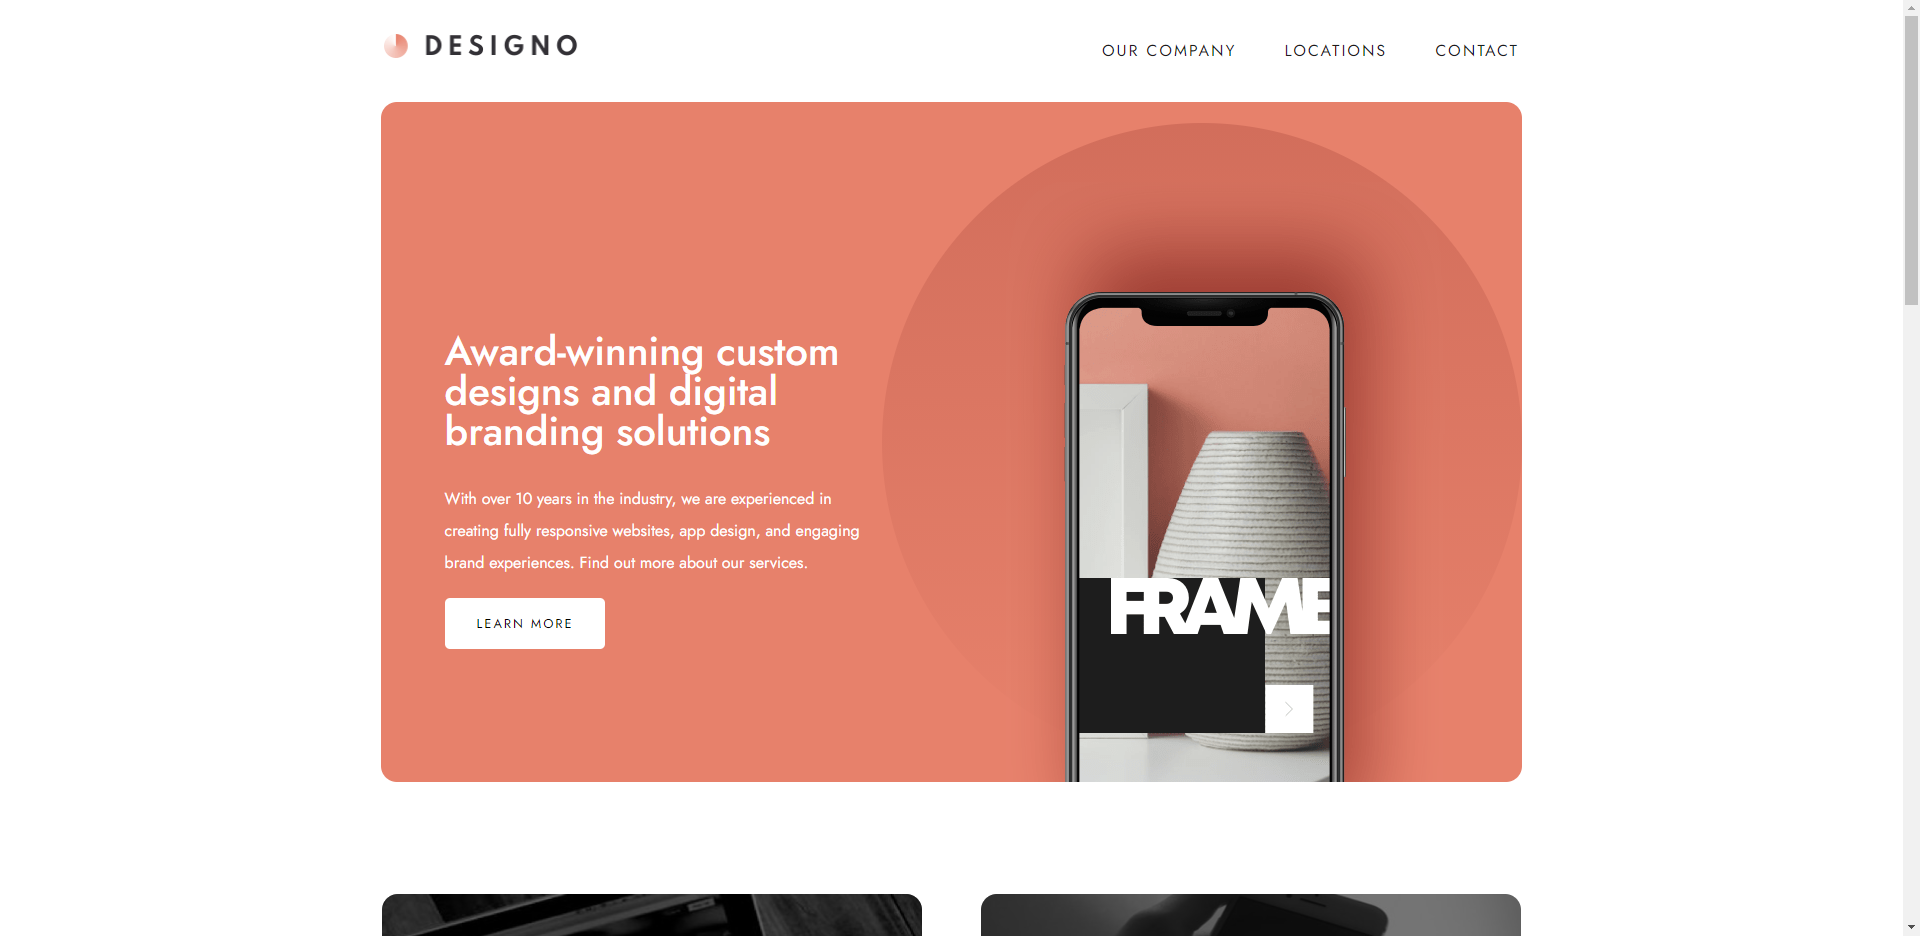 DESIGNO
OUR COMPANY
LOCATIONS
CONTACT
Award-winning custom
designs and digital
branding solutions
With over 10 years in the industry, we are experienced in
creating fully responsive websites, app design, and engaging
brand experiences. Find out more about our services.
LEARN MORE
FRAME